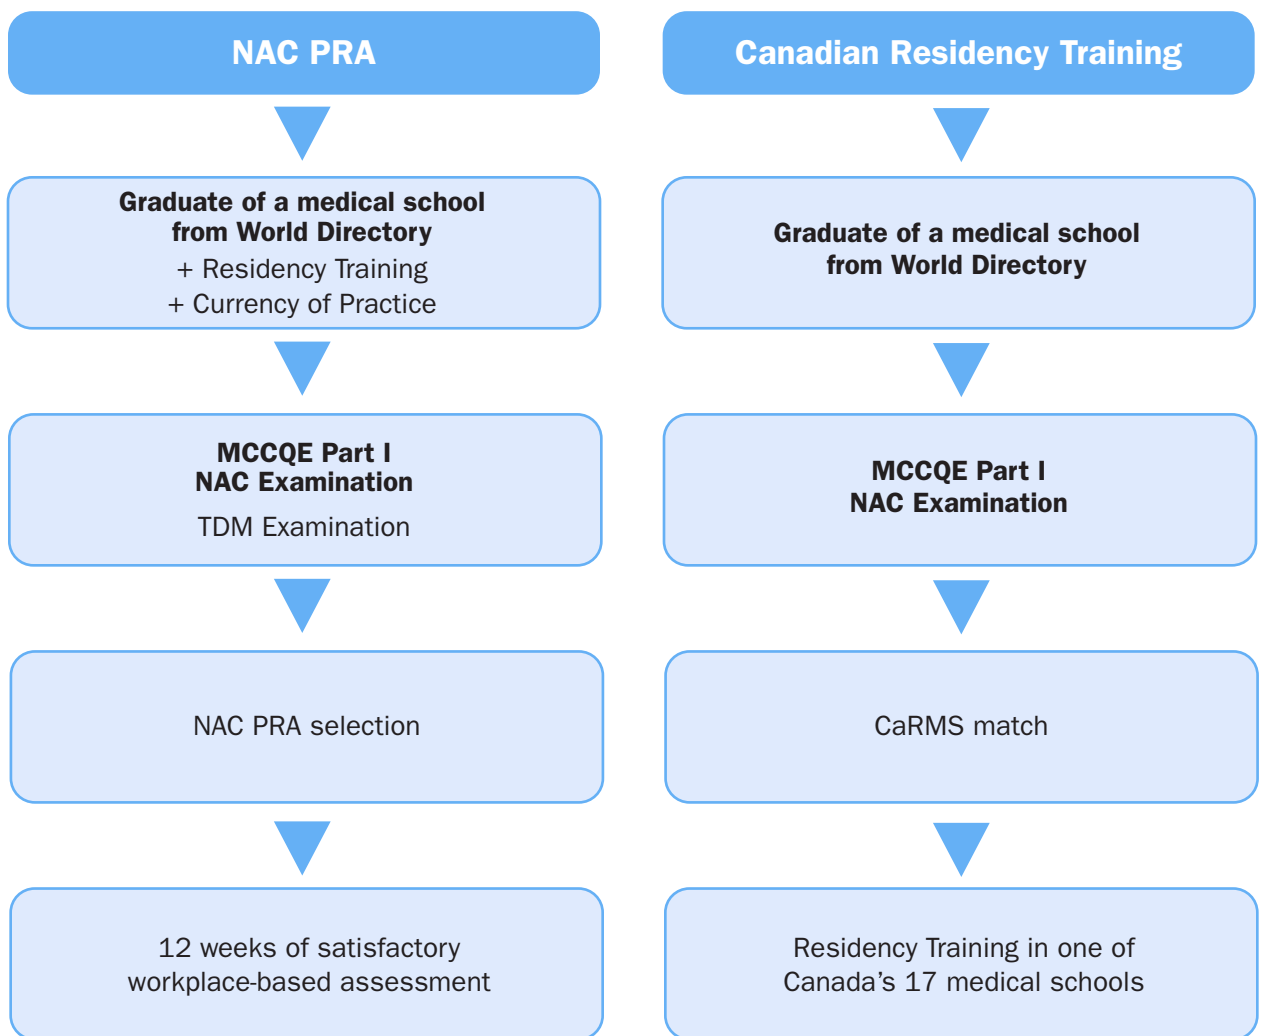 NAC PRA
Graduate of a medical school
from World Directory
+ Residency Training
+ Currency of Practice
MCCQE Part I
NAC Examination
TDM Examination
NAC PRA selection
12 weeks of satisfactory
workplace-based assessment
Canadian Residency Training
Graduate of a medical school
from World Directory
MCCQE Part I
NAC Examination
CaRMS match
Residency Training in one of
Canada’s 17 medical schools